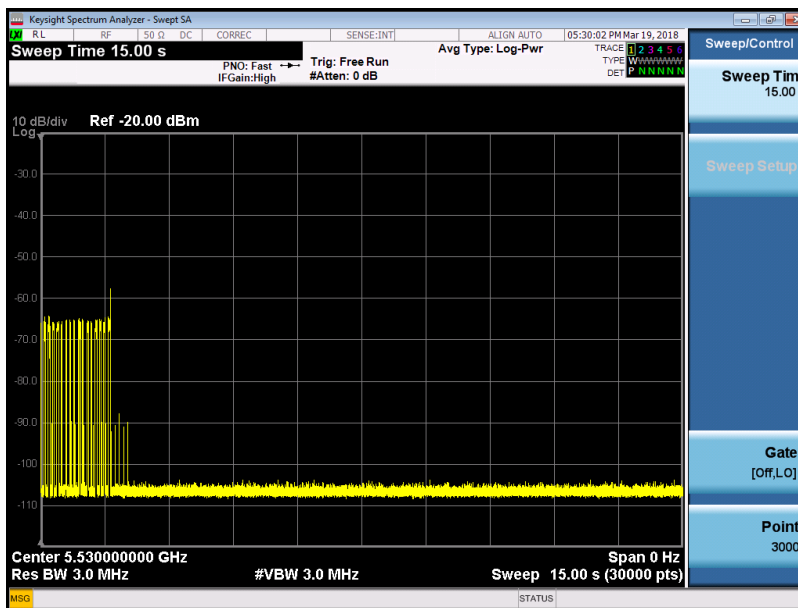 Keysight Spectrum Analyzer - Swept SA
RL RF 50 Ω DC CORREC SENSE:INT ALIGN AUTO 05:30:02 PM Mar 19, 2018
Sweep Time 15.00 s
PNO: Fast
IFGain:High
Trig: Free Run
#Atten: 0 dB
Avg Type: Log-Pwr
TRACE 1 2 3 4 5 6
TYPE WWWWWW
DET P N N N N N
Sweep/Control
Sweep Tim
15.00
Sweep Setup
Gate
[Off,LO]
Point
3000
10 dB/div Ref -20.00 dBm
Log
-30.0
-40.0
-50.0
-60.0
-70.0
-80.0
-90.0
-100
-110
Center 5.530000000 GHz Span 0 Hz
Res BW 3.0 MHz #VBW 3.0 MHz Sweep 15.00 s (30000 pts)
MSG STATUS